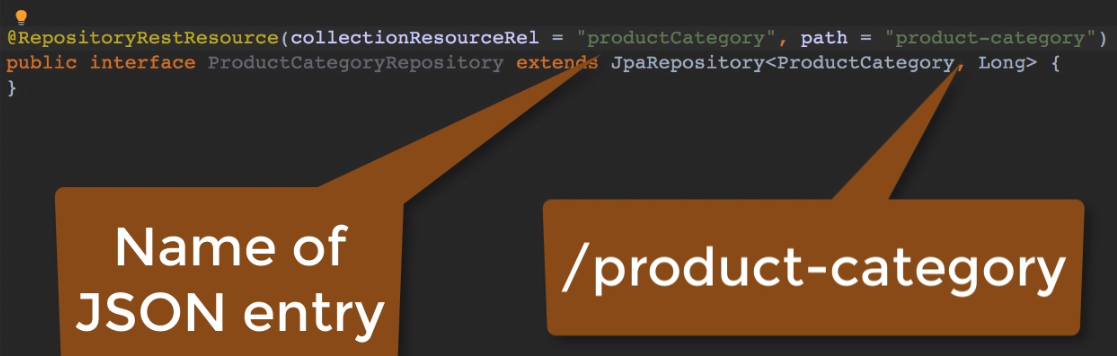 @RepositoryRestResource(collectionResourceRel = "productCategory", path = "product-category")
public interface ProductCategoryRepository extends JpaRepository<ProductCategory, Long> {
}
Name of
JSON entry
/product-category